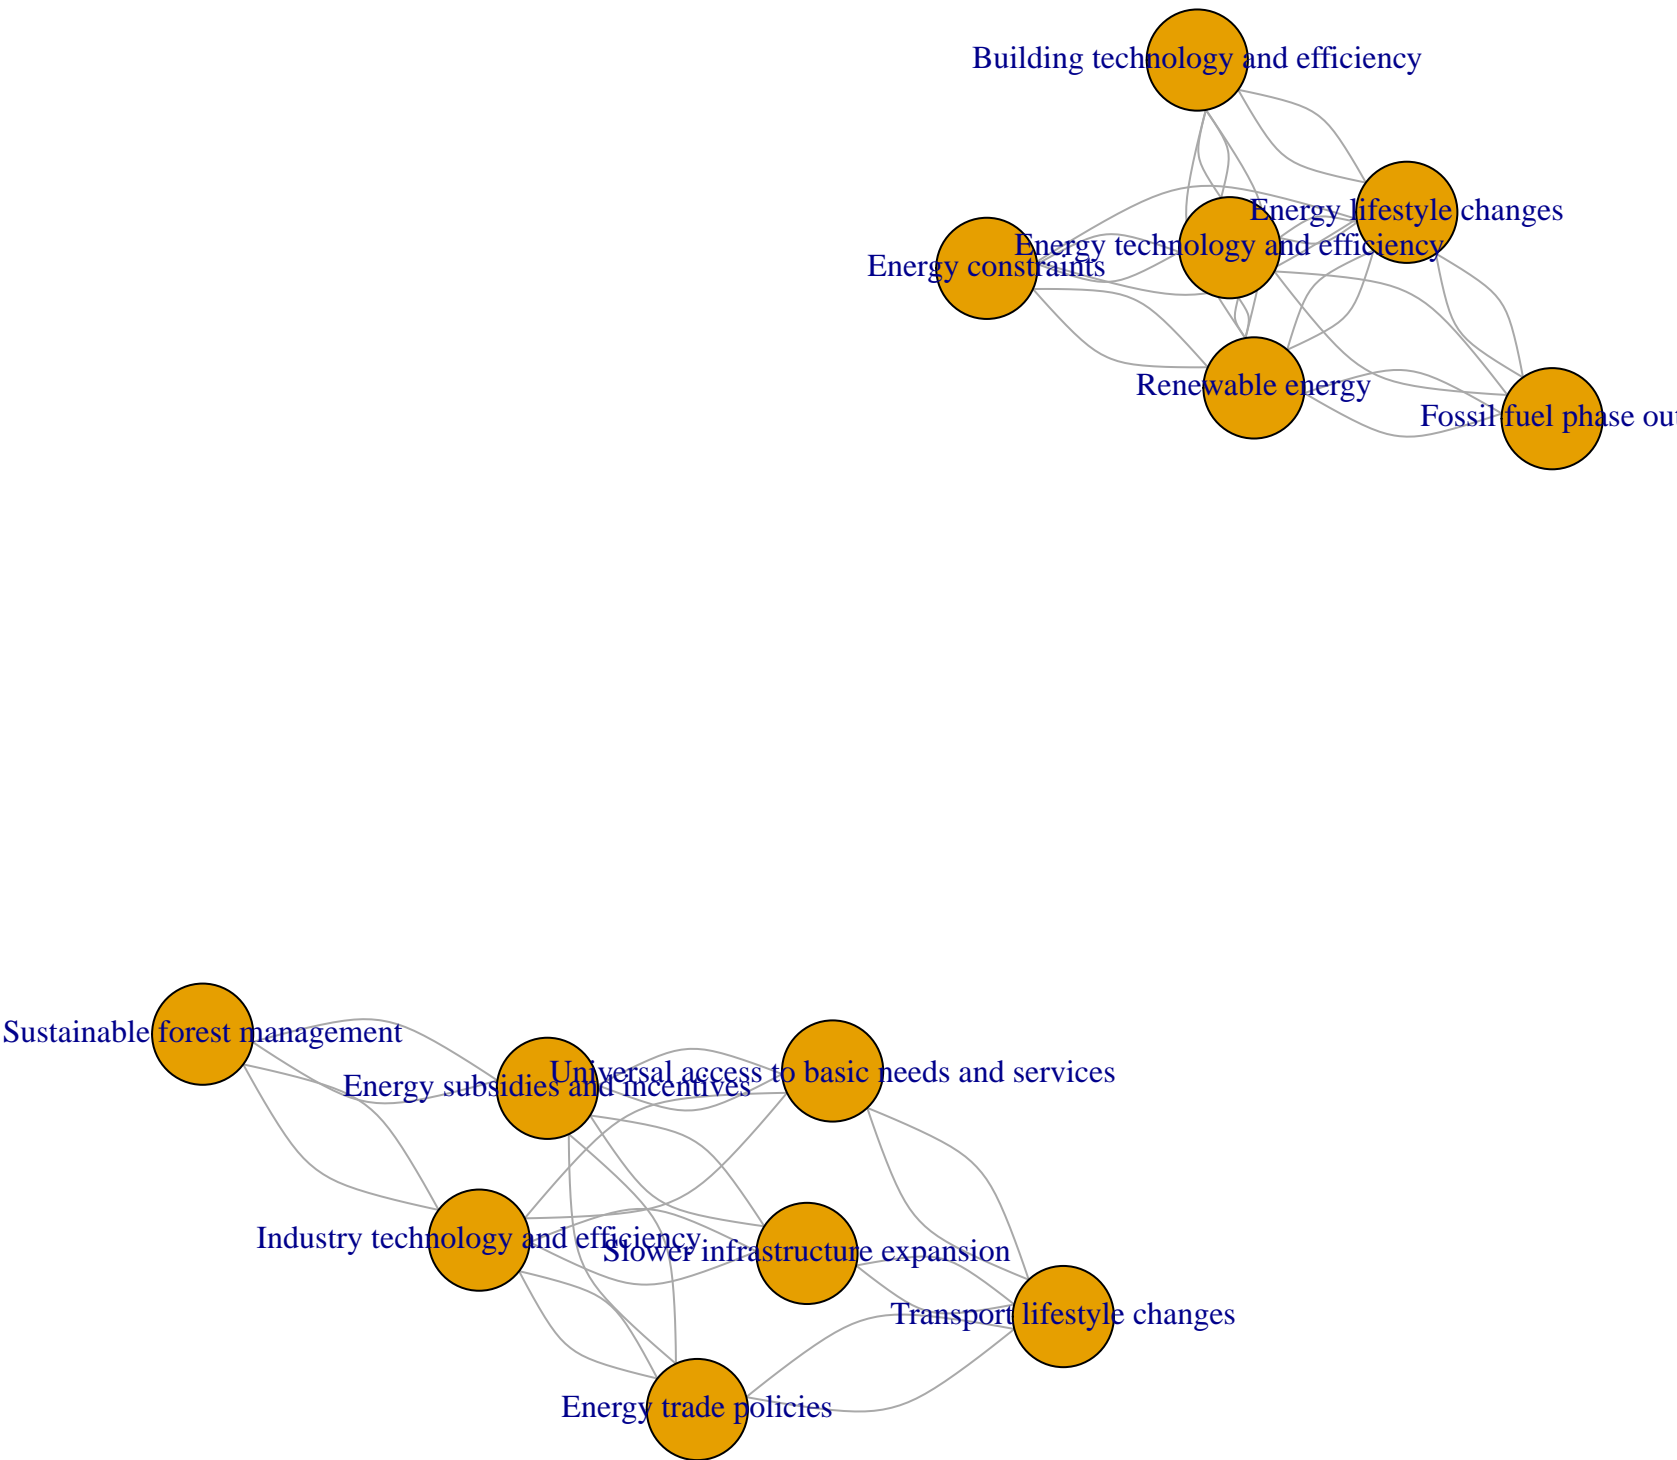 Building technology and efficiency
Energy lifestyle changes
Energy technology and efficiency
Energy constraints
Renewable energy
Fossil fuel phase ou
Sustainable forest management
Universal access to basic needs and services
Energy subsidies and incentives
Industry technology and efficiency
Slower infrastructure expansion
Transport lifestyle changes
Energy trade policies